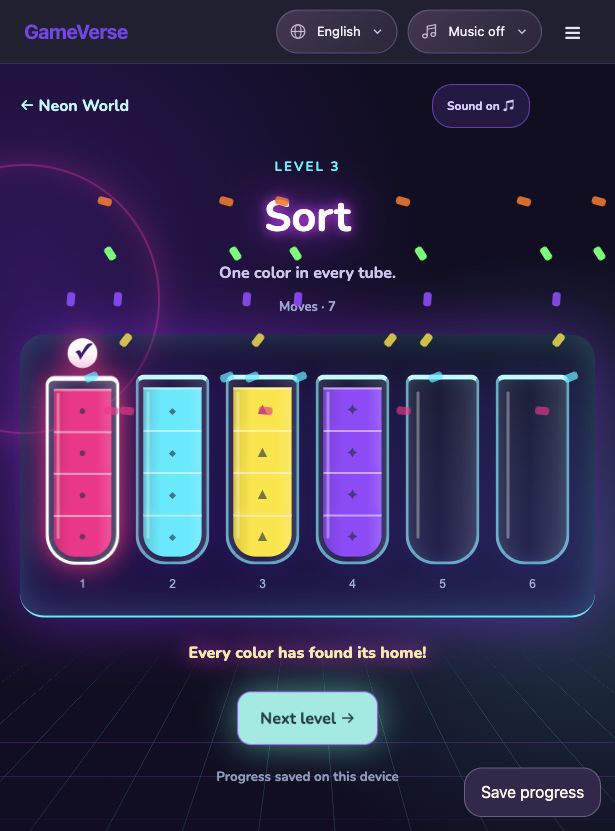 GameVerse
English
Music off
← Neon World
Sound on ♫
LEVEL 3
Sort
One color in every tube.
Moves · 7
1 2 3 4 5 6
Every color has found its home!
Next level →
Progress saved on this device
Save progress